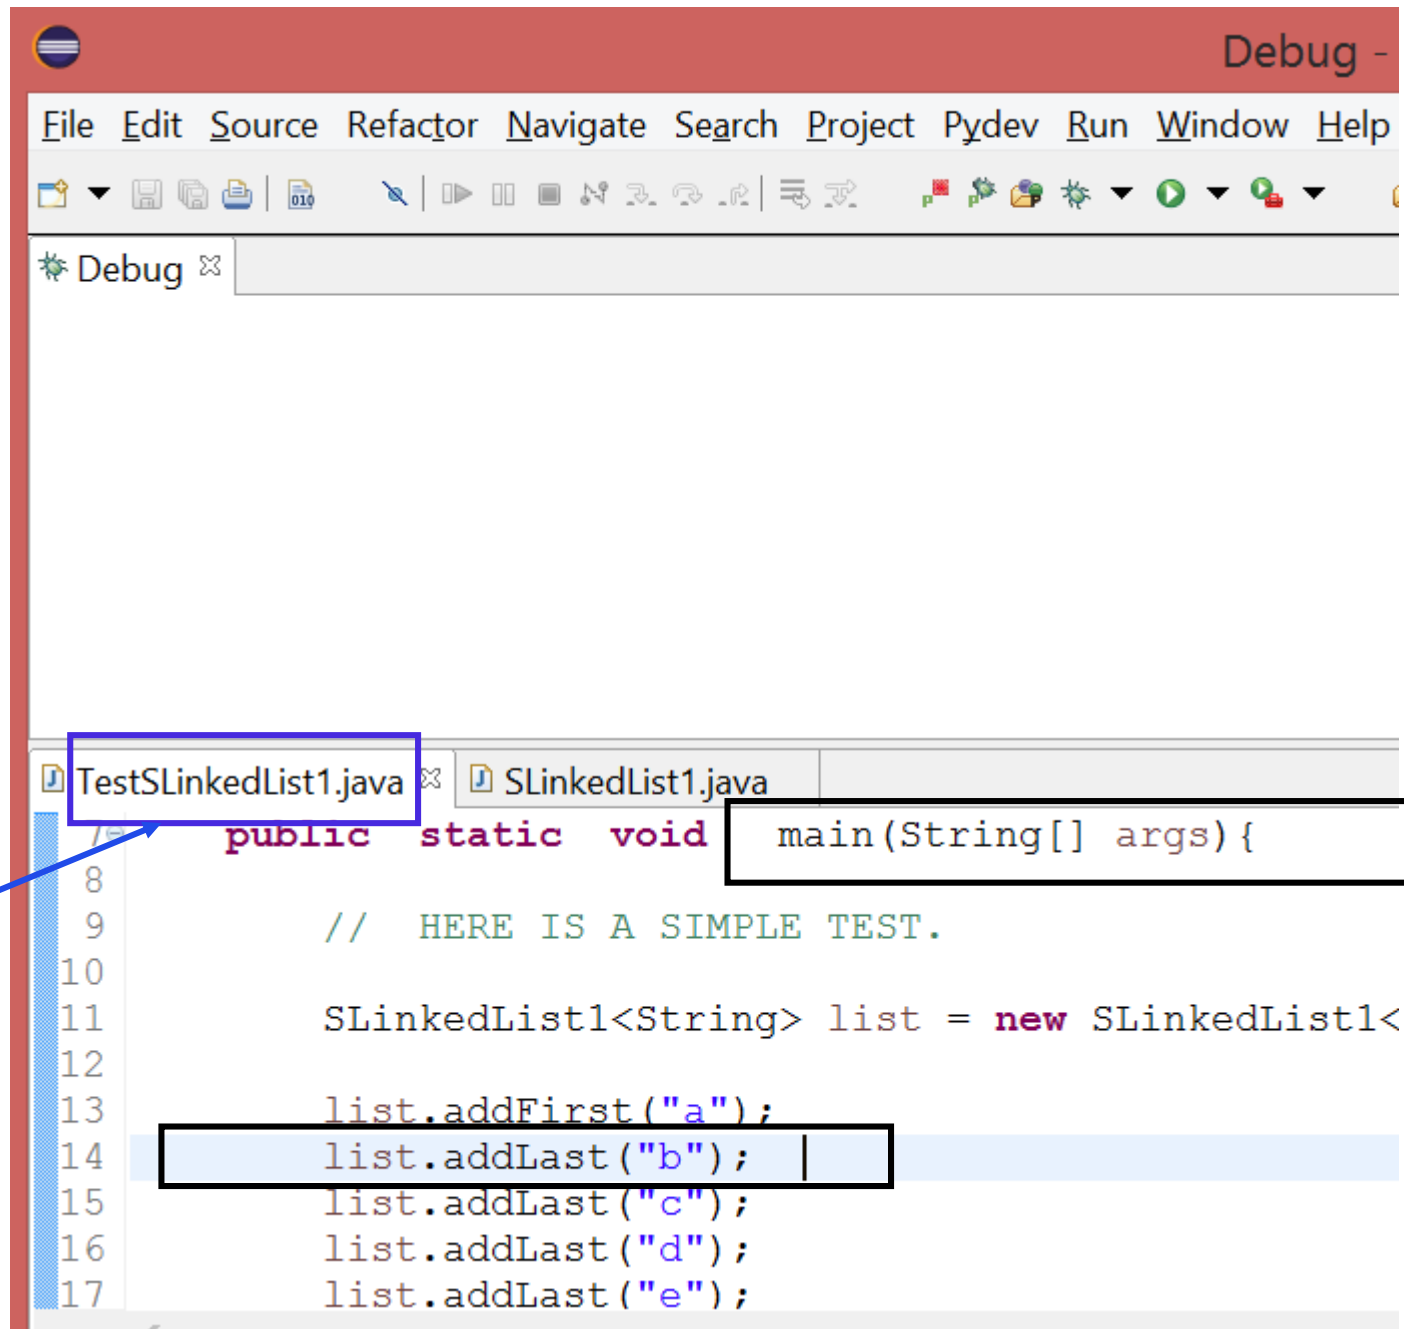 Debug -
File Edit Source Refactor Navigate Search Project Pydev Run Window Help
Debug
TestSLinkedList1.java SLinkedList1.java
7 public static void main(String[] args){
8
9 // HERE IS A SIMPLE TEST.
10
11 SLinkedList1<String> list = new SLinkedList1<
12
13 list.addFirst("a");
14 list.addLast("b");
15 list.addLast("c");
16 list.addLast("d");
17 list.addLast("e");